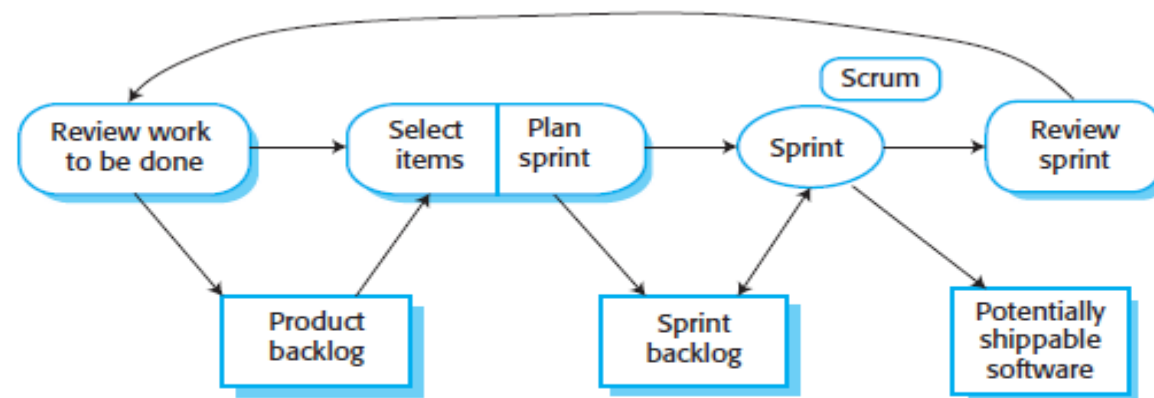 Scrum
Review work
to be done
Select
items
Plan
sprint
Sprint
Review
sprint
Product
backlog
Sprint
backlog
Potentially
shippable
software